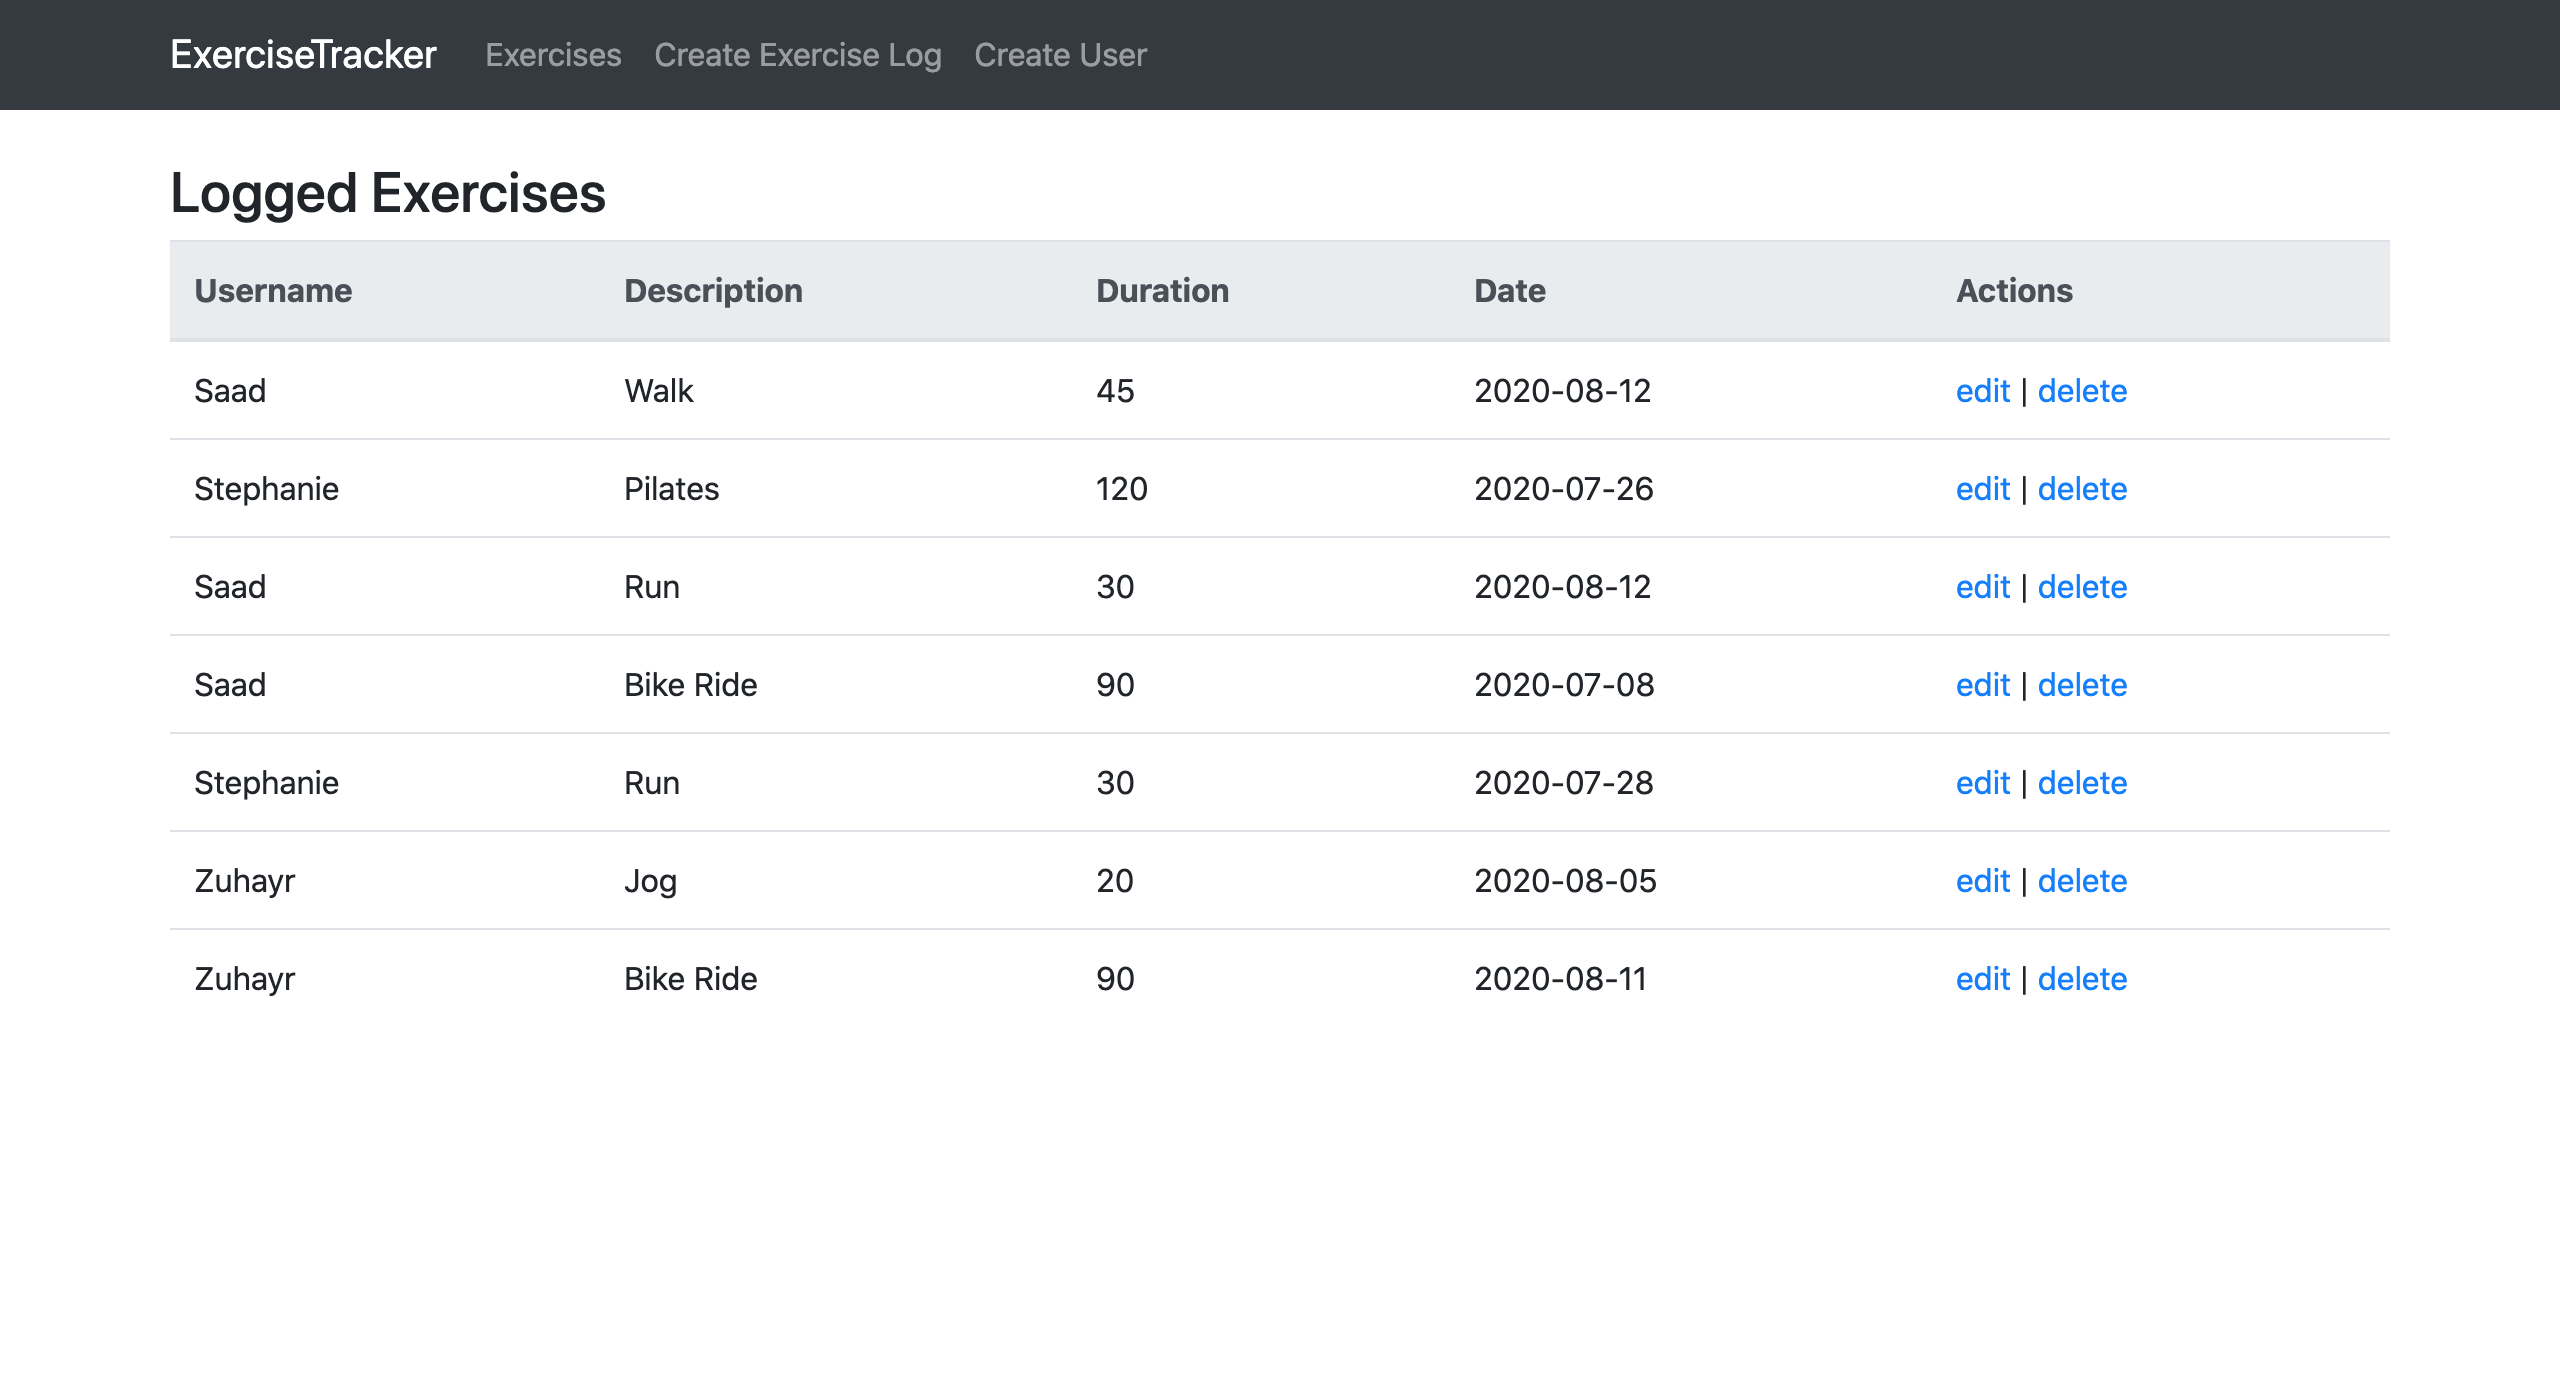 ExerciseTracker Exercises Create Exercise Log Create User
Logged Exercises
Username Description Duration Date Actions
Saad Walk 45 2020-08-12 edit | delete
Stephanie Pilates 120 2020-07-26 edit | delete
Saad Run 30 2020-08-12 edit | delete
Saad Bike Ride 90 2020-07-08 edit | delete
Stephanie Run 30 2020-07-28 edit | delete
Zuhayr Jog 20 2020-08-05 edit | delete
Zuhayr Bike Ride 90 2020-08-11 edit | delete